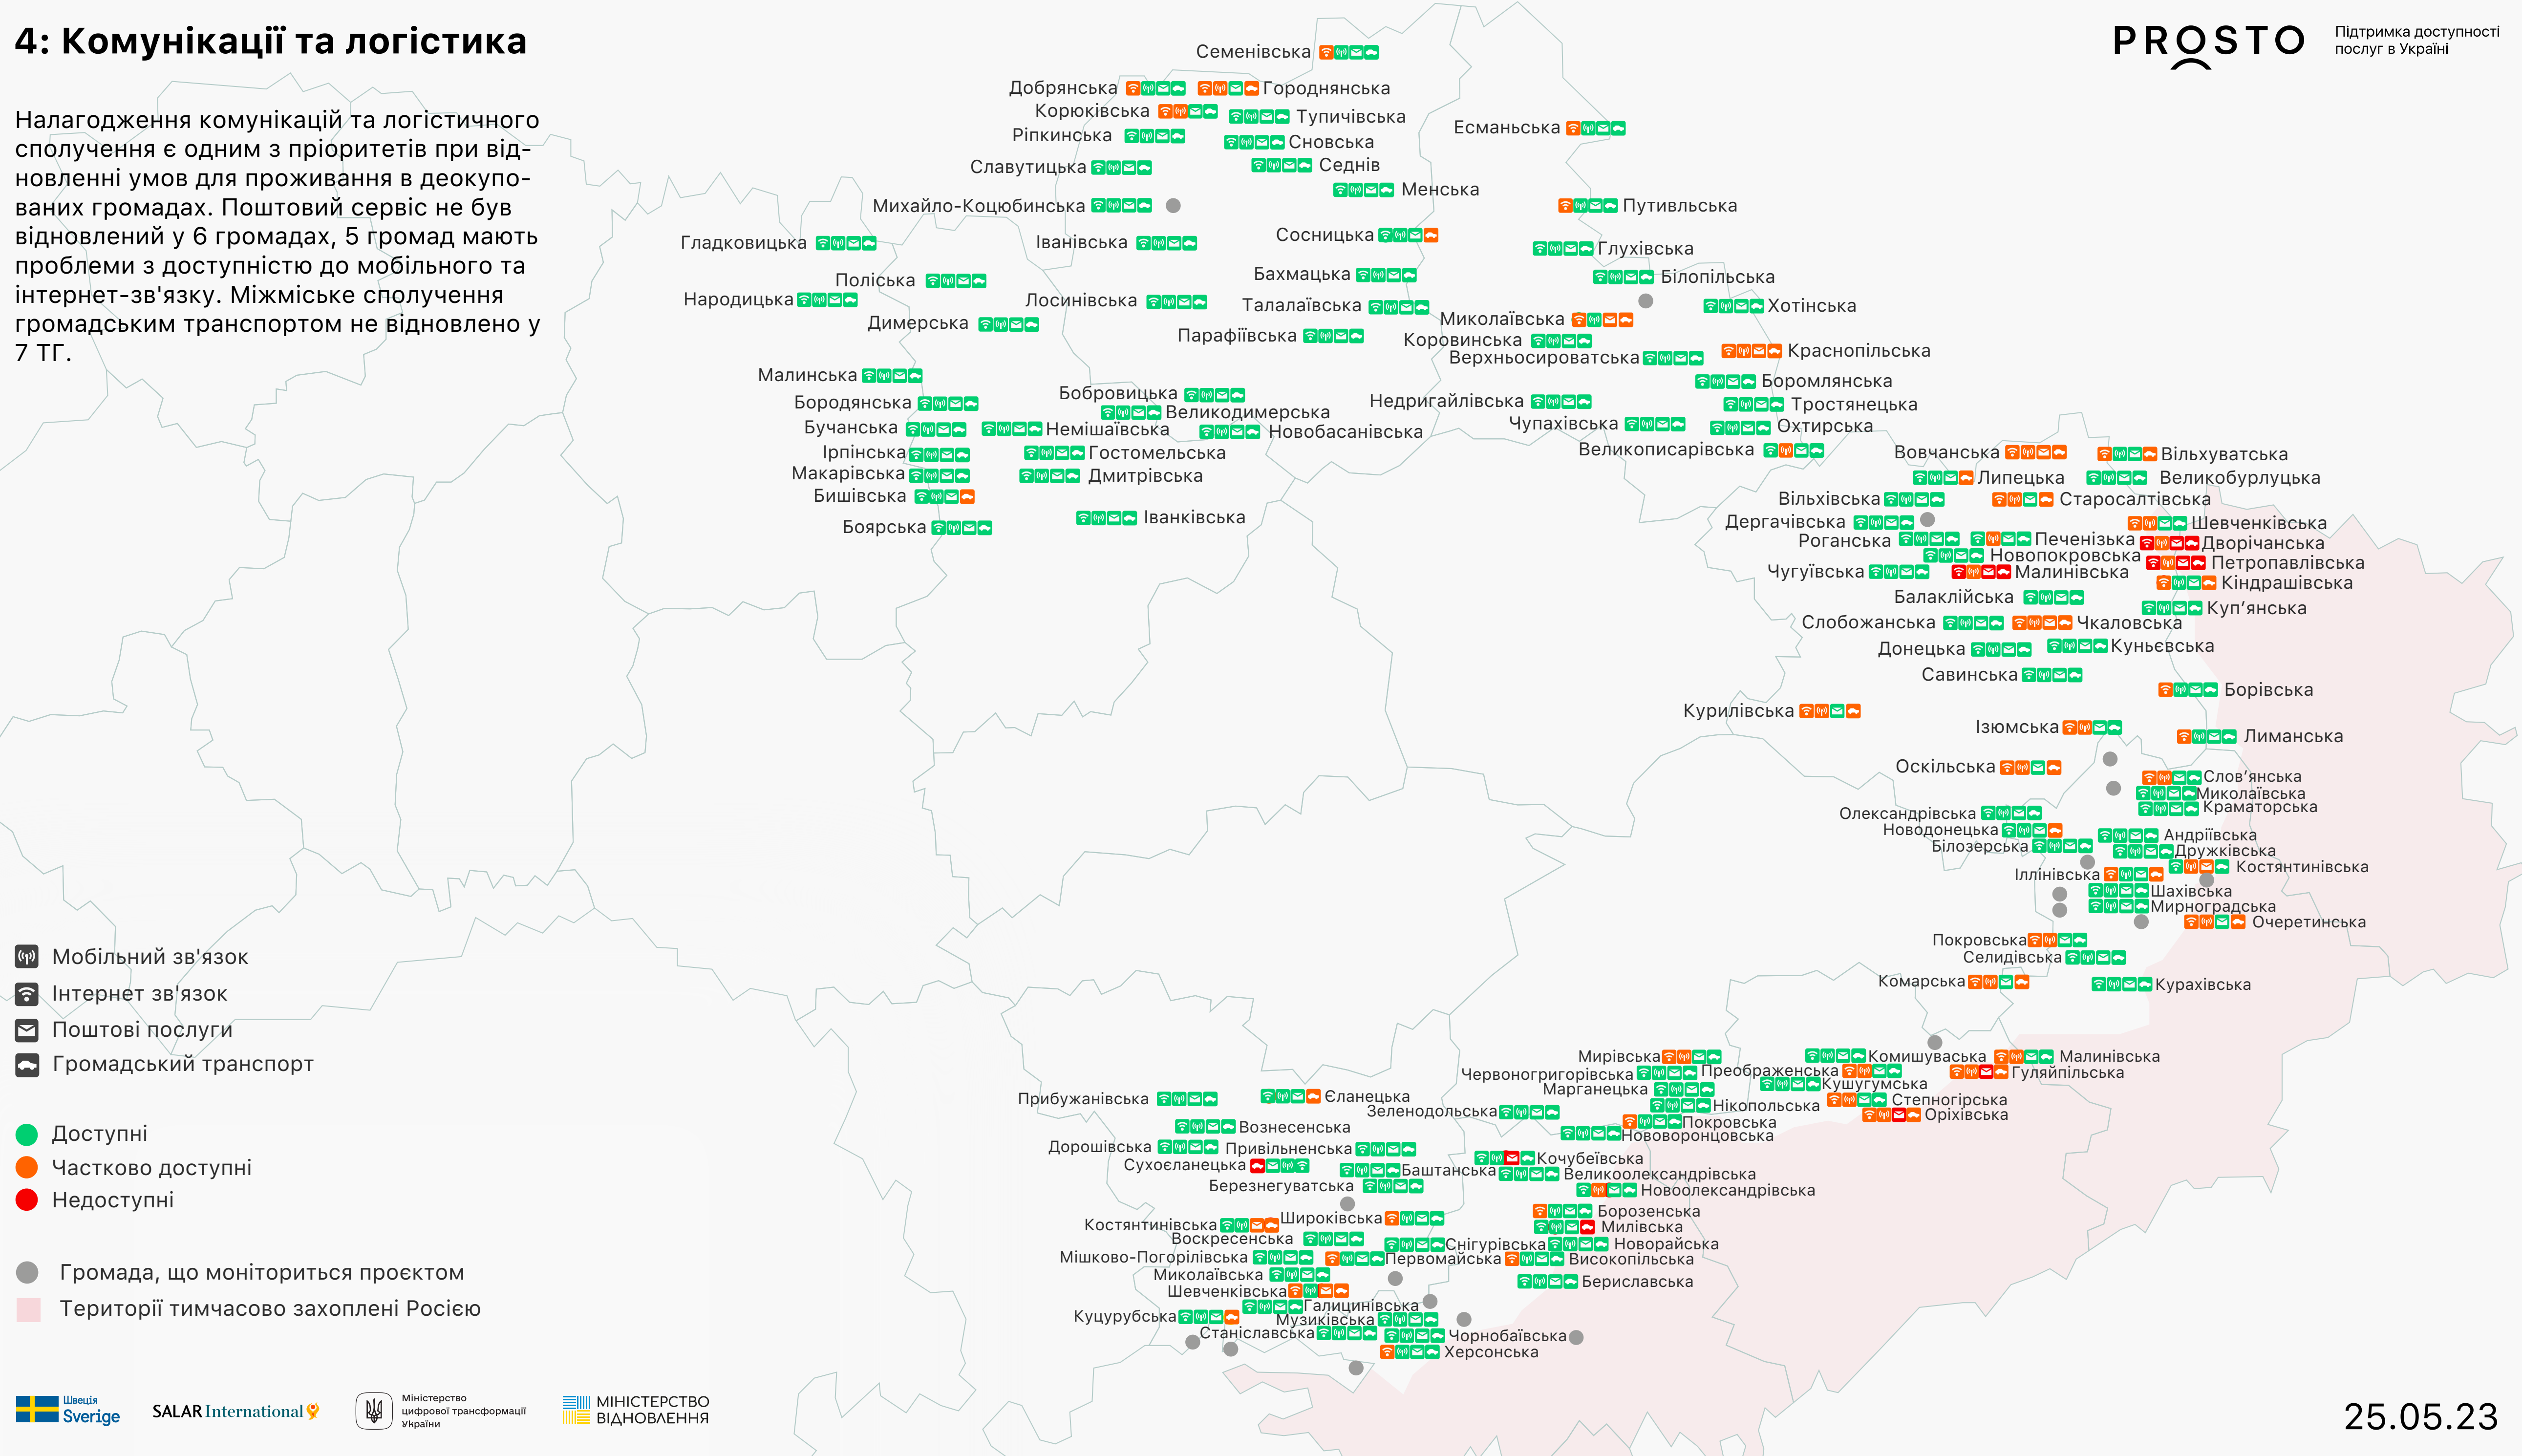 4: Комунікації та логістика
PROSTO
Підтримка доступності
послуг в Україні
Налагодження комунікацій та логістичного
сполучення є одним з пріоритетів при від-
новленні умов для проживання в деокупо-
ваних громадах. Поштовий сервіс не був
відновлений у 6 громадах, 5 громад мають
проблеми з доступністю до мобільного та
інтернет-зв'язку. Міжміське сполучення
громадським транспортом не відновлено у
7 ТГ.
Семенівська
Добрянська
Городнянська
Корюківська
Тупичівська
Есманьська
Ріпкинська
Сновська
Славутицька
Седнів
Менська
Михайло-Коцюбинська
Путивльська
Гладковицька
Іванівська
Сосницька
Глухівська
Поліська
Бахмацька
Білопільська
Народицька
Лосинівська
Талалаївська
Хотінська
Димерська
Миколаївська
Парафіївська
Коровинська
Верхньосироватська
Краснопільська
Малинська
Боромлянська
Бобровицька
Бородянська
Недригайлівська
Тростянецька
Великодимерська
Бучанська
Немішаївська
Новобасанівська
Чупахівська
Охтирська
Ірпінська
Гостомельська
Великописарівська
Вовчанська
Вільхуватська
Макарівська
Дмитрівська
Липецька
Великобурлуцька
Бишівська
Вільхівська
Старосалтівська
Боярська
Іванківська
Дергачівська
Шевченківська
Роганська
Печенізька
Дворічанська
Новопокровська
Петропавлівська
Чугуївська
Малинівська
Кіндрашівська
Балаклійська
Куп’янська
Слобожанська
Чкаловська
Донецька
Куньєвська
Савинська
Борівська
Курилівська
Ізюмська
Лиманська
Оскільська
Слов’янська
Миколаївська
Краматорська
Олександрівська
Новодонецька
Андріївська
Білозерська
Дружківська
Костянтинівська
Іллінівська
Шахівська
Мирноградська
Очеретинська
Покровська
Селидівська
Комарська
Курахівська
Мирівська
Комишуваська
Малинівська
Червоногригорівська
Преображенська
Гуляйпільська
Марганецька
Кушугумська
Прибужанівська
Єланецька
Зеленодольська
Нікопольська
Степногірська
Оріхівська
Покровська
Вознесенська
Нововоронцовська
Дорошівська
Привільненська
Сухоєланецька
Баштанська
Кочубеївська
Великоолександрівська
Березнегуватська
Новоолександрівська
Костянтинівська
Широківська
Борозенська
Милівська
Воскресенська
Снігурівська
Новорайська
Мішково-Погорілівська
Первомайська
Високопільська
Миколаївська
Бериславська
Шевченківська
Галицинівська
Куцурубська
Музиківська
Станіславська
Чорнобаївська
Херсонська
Мобільний зв'язок
Інтернет зв'язок
Поштові послуги
Громадський транспорт
Доступні
Частково доступні
Недоступні
Громада, що моніториться проєктом
Території тимчасово захоплені Росією
Швеція
Sverige
SALAR International
Міністерство
цифрової трансформації
України
МІНІСТЕРСТВО
ВІДНОВЛЕННЯ
25.05.23